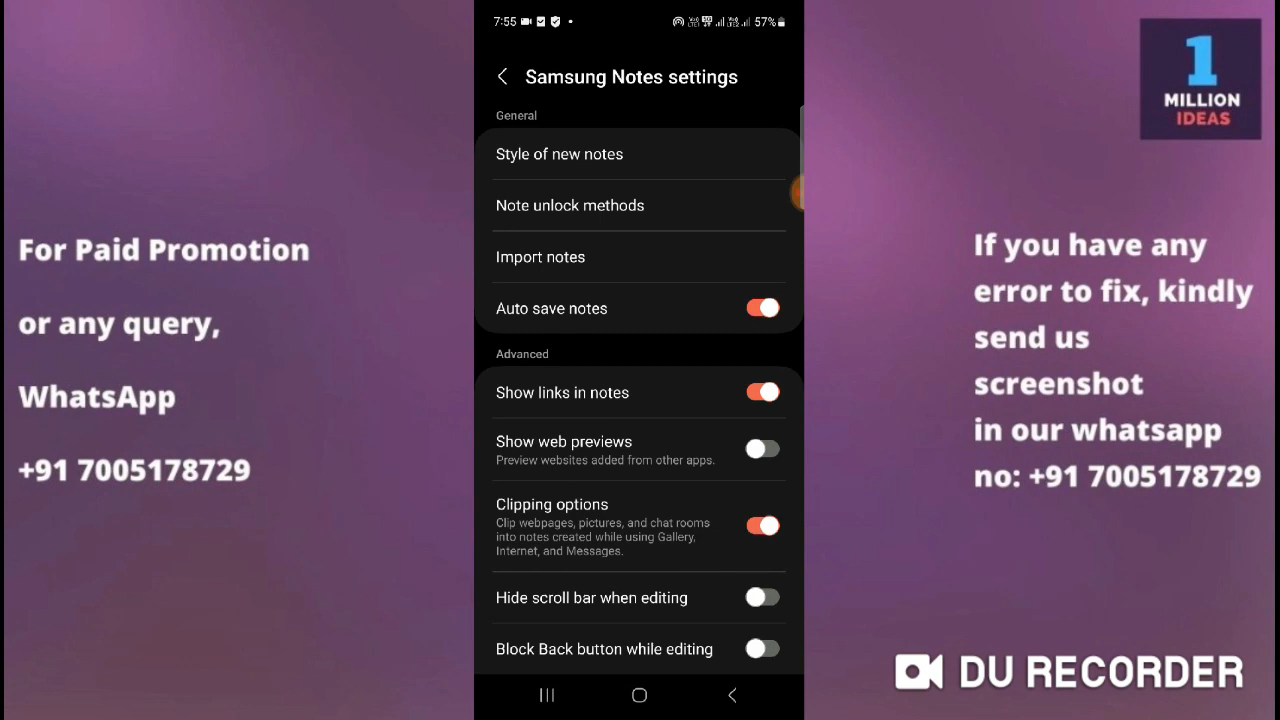 For Paid Promotion
or any query,
WhatsApp
+91 7005178729
7:55
57%
Samsung Notes settings
General
Style of new notes
Note unlock methods
Import notes
Auto save notes
Advanced
Show links in notes
Show web previews
Preview websites added from other apps.
Clipping options
Clip webpages, pictures, and chat rooms
into notes created while using Gallery,
Internet, and Messages.
Hide scroll bar when editing
Block Back button while editing
1
MILLION
IDEAS
If you have any
error to fix, kindly
send us
screenshot
in our whatsapp
no: +91 7005178729
DU RECORDER